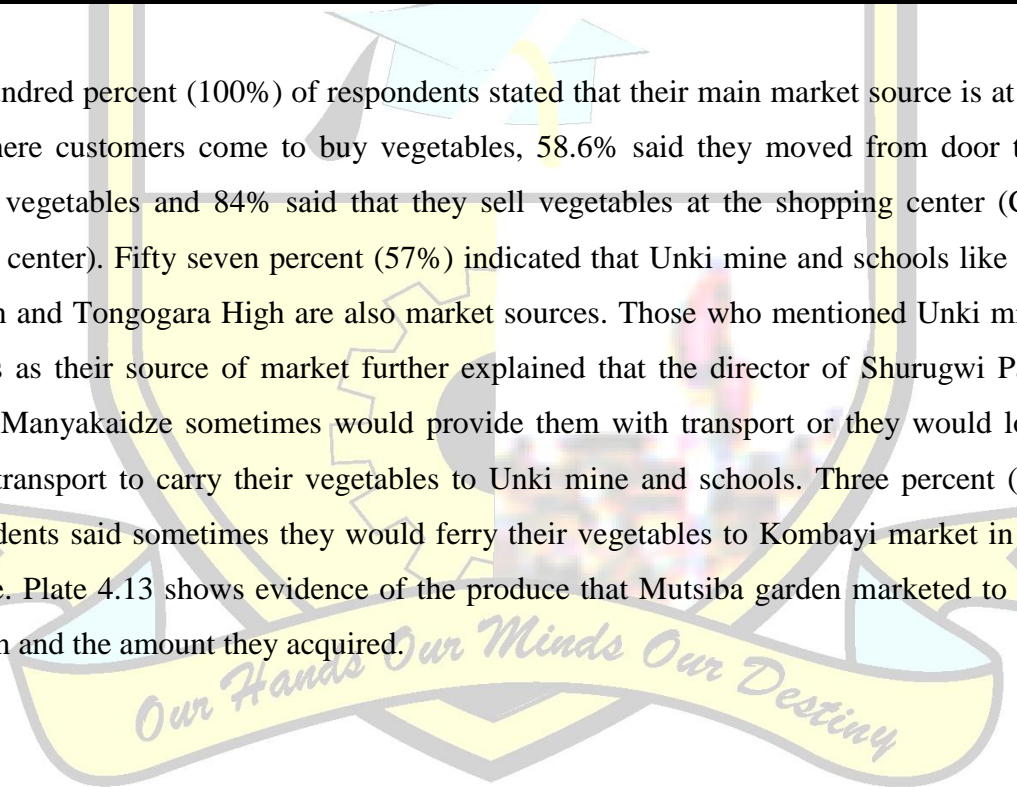 ndred percent (100%) of respondents stated that their main market source is at
ere customers come to buy vegetables, 58.6% said they moved from door t
vegetables and 84% said that they sell vegetables at the shopping center (
center). Fifty seven percent (57%) indicated that Unki mine and schools like
and Tongogara High are also market sources. Those who mentioned Unki m
s as their source of market further explained that the director of Shurugwi P
Manyakaidze sometimes would provide them with transport or they would l
transport to carry their vegetables to Unki mine and schools. Three percent (
dents said sometimes they would ferry their vegetables to Kombayi market in
e. Plate 4.13 shows evidence of the produce that Mutsiba garden marketed to
and the amount they acquired.
Our Hands Our Minds Our Destiny